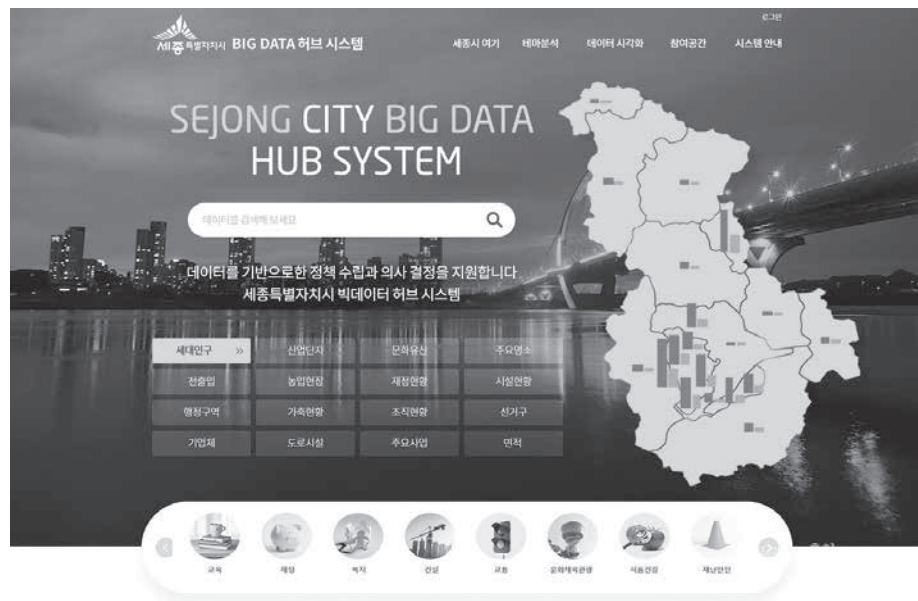 로그인
세종특별자치시 BIG DATA 허브 시스템
세종시 여기 테마분석 데이터 시각화 참여공간 시스템 안내
SEJONG CITY BIG DATA
HUB SYSTEM
데이터를 검색해 보세요
데이터를 기반으로한 정책 수립과 의사 결정을 지원합니다
세종특별자치시 빅데이터 허브 시스템
세대인구 » 산업단지 문화유산 주요명소
전출입 농업현황 재정현황 시설현황
행정구역 가축현황 조직현황 선거구
기업체 도로시설 주요사업 면적
교육 재정 복지 건설 교통 문화체육관광 식품건강 재난안전